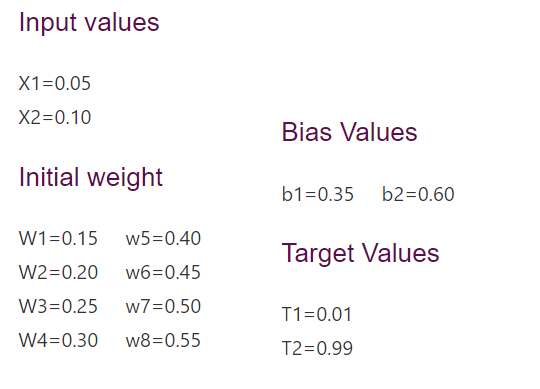 Input values
X1=0.05
X2=0.10
Initial weight
W1=0.15 w5=0.40
W2=0.20 w6=0.45
W3=0.25 w7=0.50
W4=0.30 w8=0.55
Bias Values
b1=0.35 b2=0.60
Target Values
T1=0.01
T2=0.99